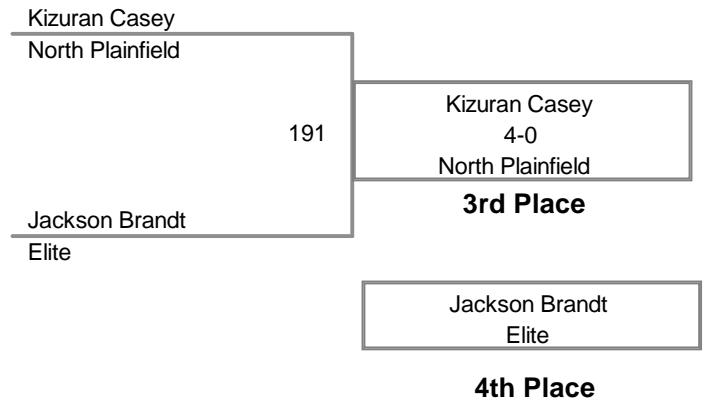 Kizuran Casey
North Plainfield
191
Kizuran Casey
4-0
North Plainfield
3rd Place
Jackson Brandt
Elite
Jackson Brandt
Elite
4th Place